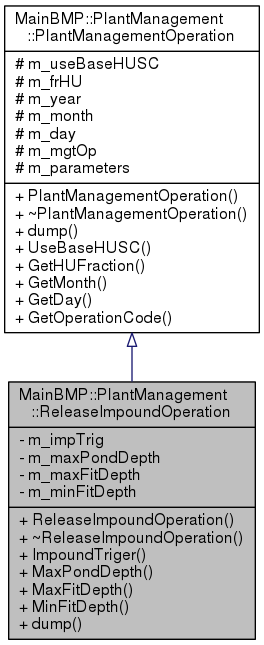 MainBMP::PlantManagement
::PlantManagementOperation
# m_useBaseHUSC
# m_frHU
# m_year
# m_month
# m_day
# m_mgtOp
# m_parameters
+ PlantManagementOperation()
+ ~PlantManagementOperation()
+ dump()
+ UseBaseHUSC()
+ GetHUFraction()
+ GetMonth()
+ GetDay()
+ GetOperationCode()
MainBMP::PlantManagement
::ReleaseImpoundOperation
- m_impTrig
- m_maxPondDepth
- m_maxFitDepth
- m_minFitDepth
+ ReleaseImpoundOperation()
+ ~ReleaseImpoundOperation()
+ ImpoundTriger()
+ MaxPondDepth()
+ MaxFitDepth()
+ MinFitDepth()
+ dump()